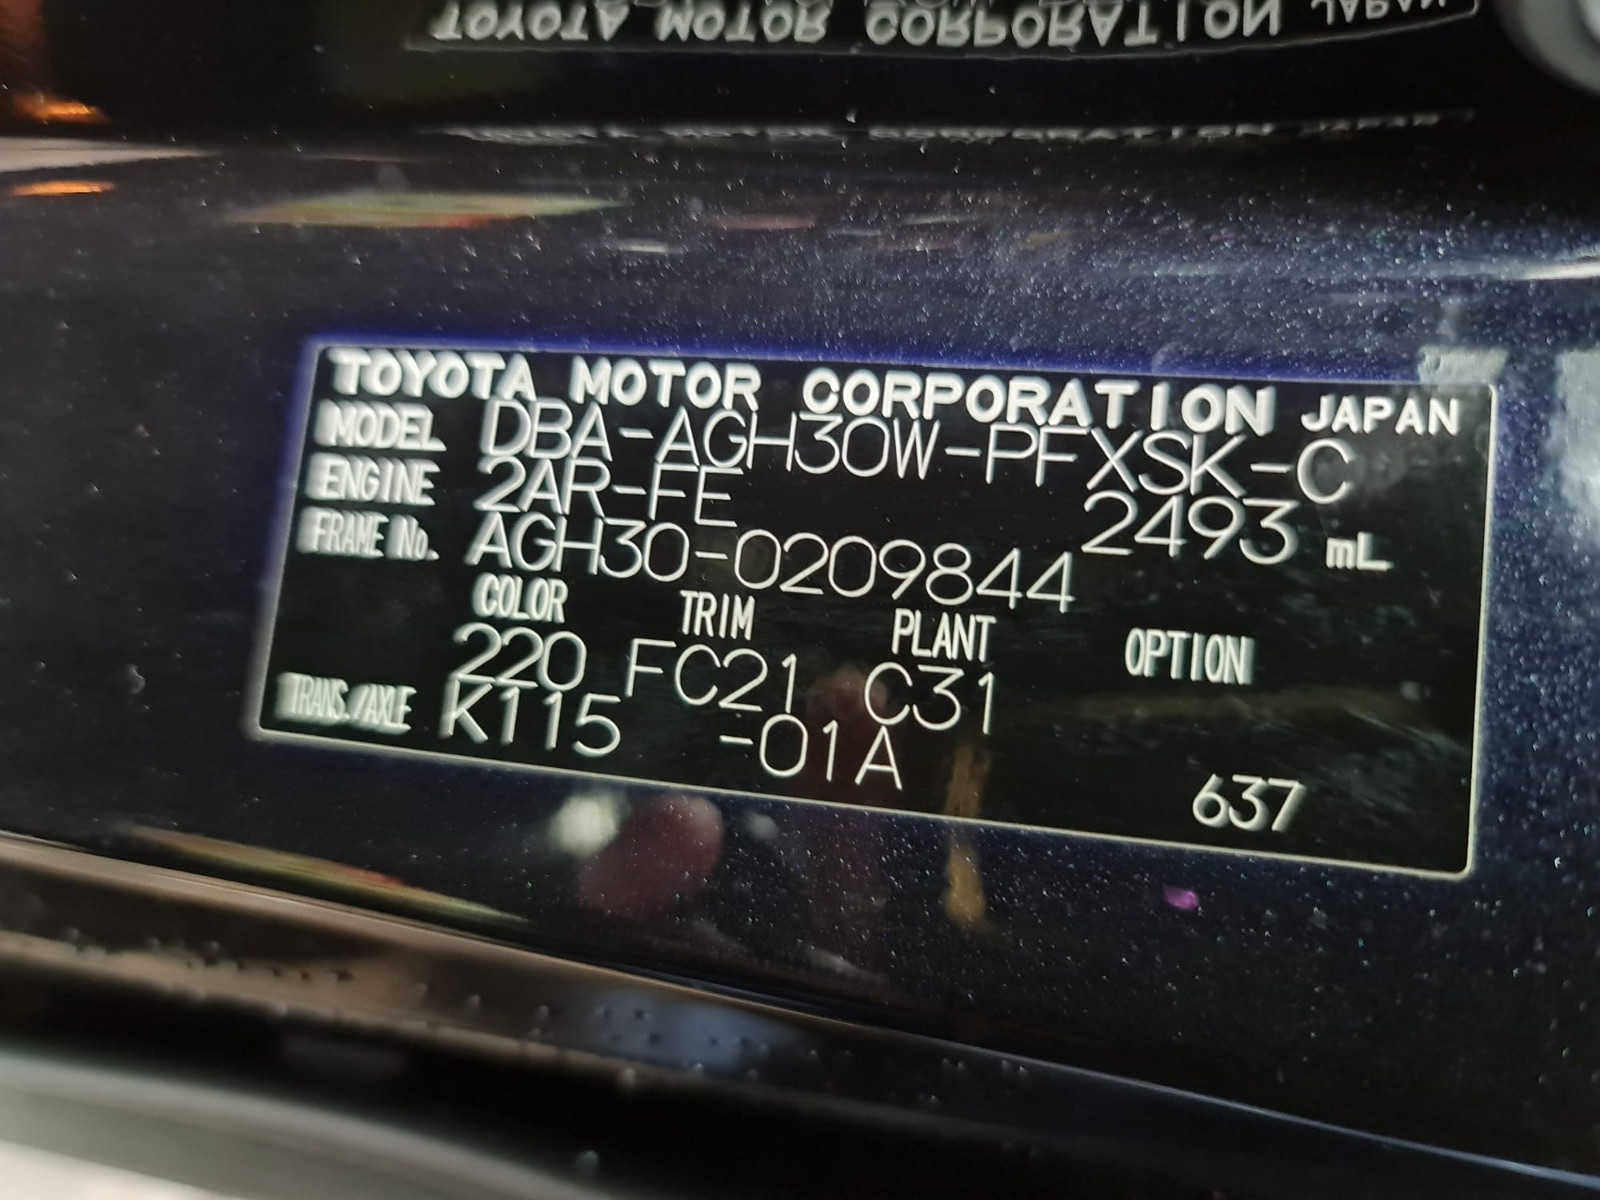 TOYOTA MOTOR CORPORATION JAPAN
TOYOTA MOTOR CORPORATION JAPAN
MODEL DBA-AGH30W-PFXSK-C
ENGINE 2AR-FE 2493 mL
FRAME No. AGH30-0209844
COLOR TRIM PLANT OPTION
220 FC21 C31
TRANS./AXLE K115 -01A
637